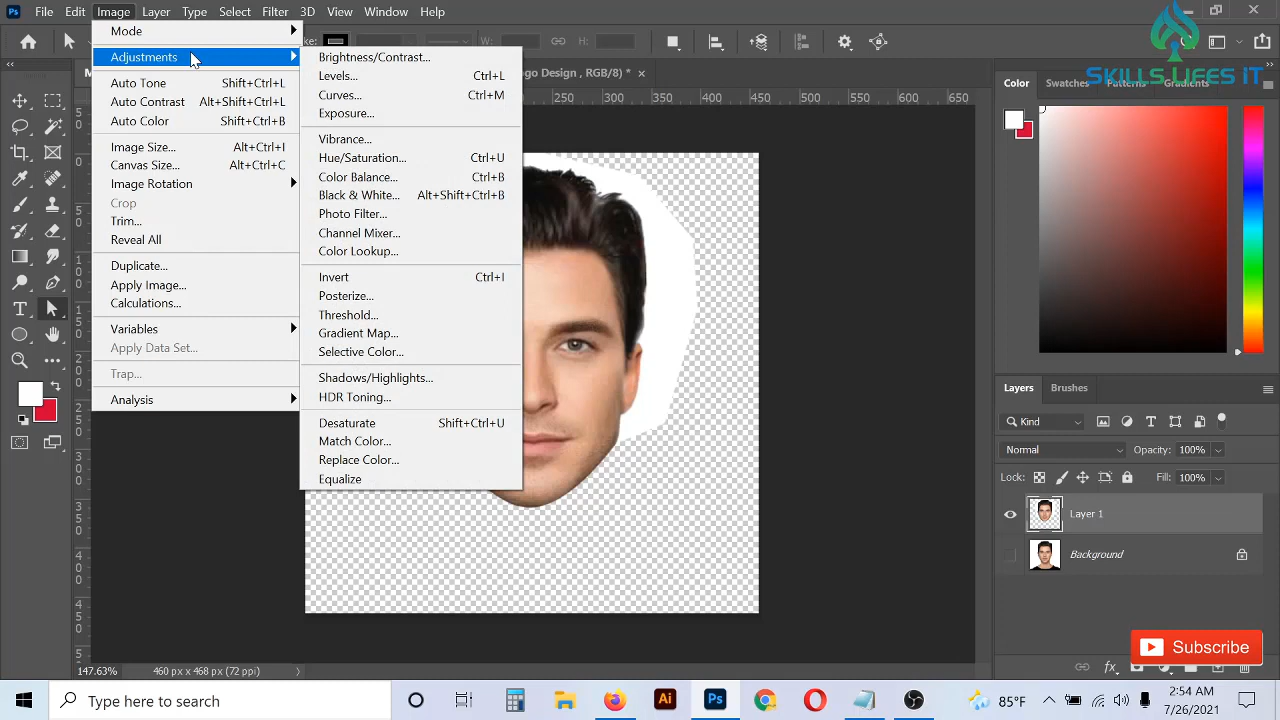 File Edit Image Layer Type Select Filter 3D View Window Help
SKILLS LIFES IT
Mode
Adjustments
Auto Tone Shift+Ctrl+L
Auto Contrast Alt+Shift+Ctrl+L
Auto Color Shift+Ctrl+B
Image Size... Alt+Ctrl+I
Canvas Size... Alt+Ctrl+C
Image Rotation
Crop
Trim...
Reveal All
Duplicate...
Apply Image...
Calculations...
Variables
Apply Data Set...
Trap...
Analysis
Brightness/Contrast...
Levels... Ctrl+L
Curves... Ctrl+M
Exposure...
Vibrance...
Hue/Saturation... Ctrl+U
Color Balance... Ctrl+B
Black & White... Alt+Shift+Ctrl+B
Photo Filter...
Channel Mixer...
Color Lookup...
Invert Ctrl+I
Posterize...
Threshold...
Gradient Map...
Selective Color...
Shadows/Highlights...
HDR Toning...
Desaturate Shift+Ctrl+U
Match Color...
Replace Color...
Equalize
ke: W: H:
ogo Design , RGB/8) *
250 300 350 400 450 500 550 600 650
Color Swatches Patterns Gradients
Layers Brushes
Kind
Normal Opacity: 100%
Lock: Fill: 100%
Layer 1
Background
Subscribe
147.63% 460 px x 468 px (72 ppi)
Type here to search
Ai
Ps
85°F
2:54 AM
7/26/2021